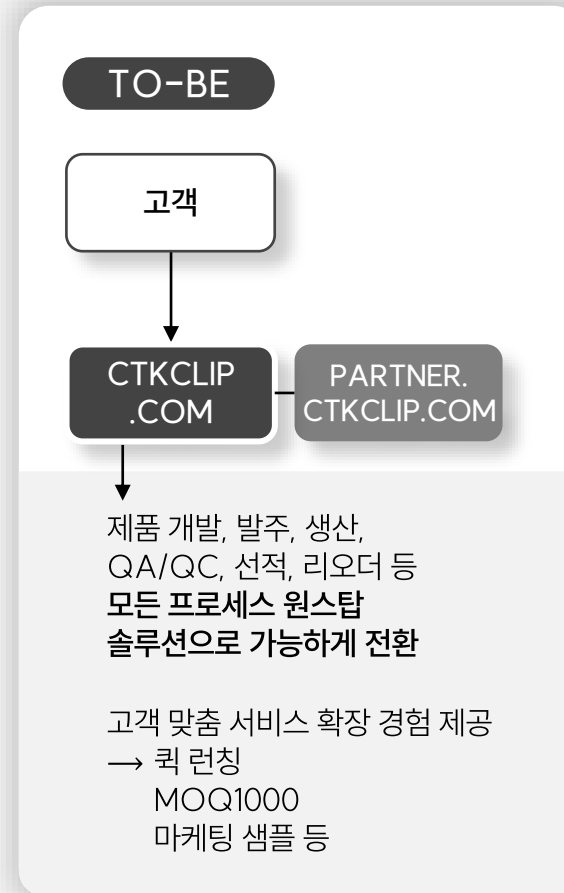 TO-BE
고객
CTKCLIP
.COM
PARTNER.
CTKCLIP.COM
제품 개발, 발주, 생산,
QA/QC, 선적, 리오더 등
모든 프로세스 원스탑
솔루션으로 가능하게 전환
고객 맞춤 서비스 확장 경험 제공
→ 퀵 런칭
MOQ1000
마케팅 샘플 등